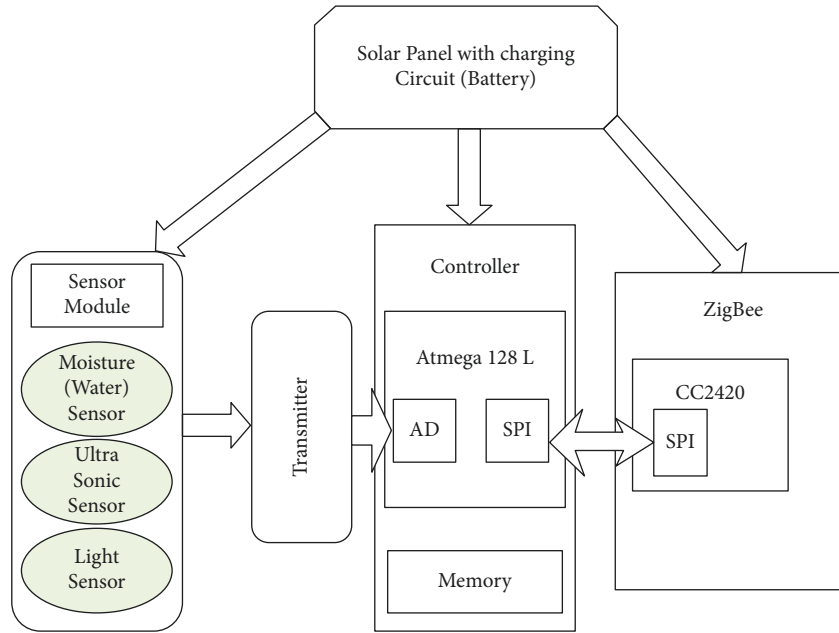 Solar Panel with charging
Circuit (Battery)
Sensor
Module
Moisture
(Water)
Sensor
Ultra
Sonic
Sensor
Light
Sensor
Transmitter
Controller
Atmega 128 L
AD
SPI
Memory
ZigBee
CC2420
SPI